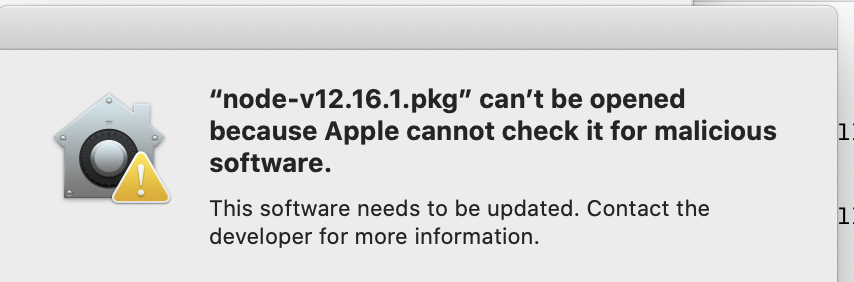 “node-v12.16.1.pkg” can’t be opened
because Apple cannot check it for malicious
software.
This software needs to be updated. Contact the
developer for more information.